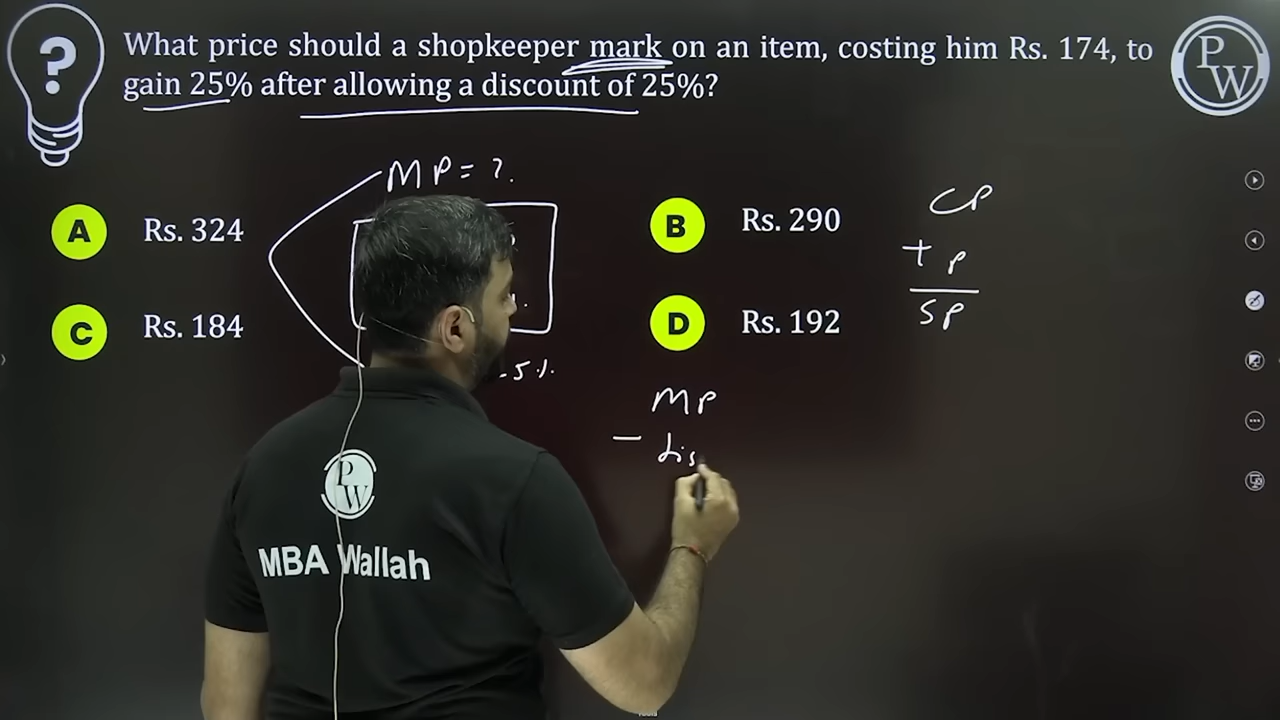 ?
What price should a shopkeeper mark on an item, costing him Rs. 174, to
gain 25% after allowing a discount of 25%?
P
W
MP = ?.
A Rs. 324
B Rs. 290
C Rs. 184
D Rs. 192
CP
+ P
SP
5%.
MP
− dis
P
W
MBA Wallah